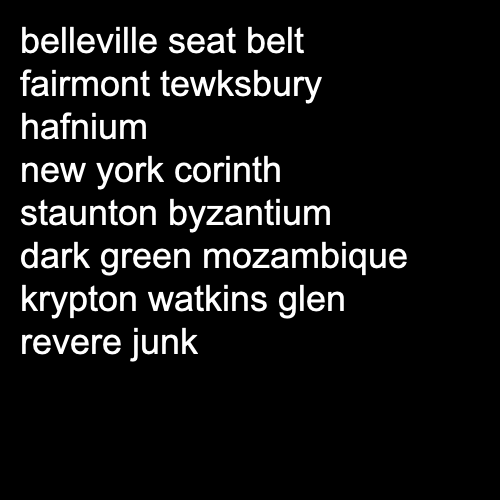 belleville seat belt
fairmont tewksbury
hafnium
new york corinth
staunton byzantium
dark green mozambique
krypton watkins glen
revere junk